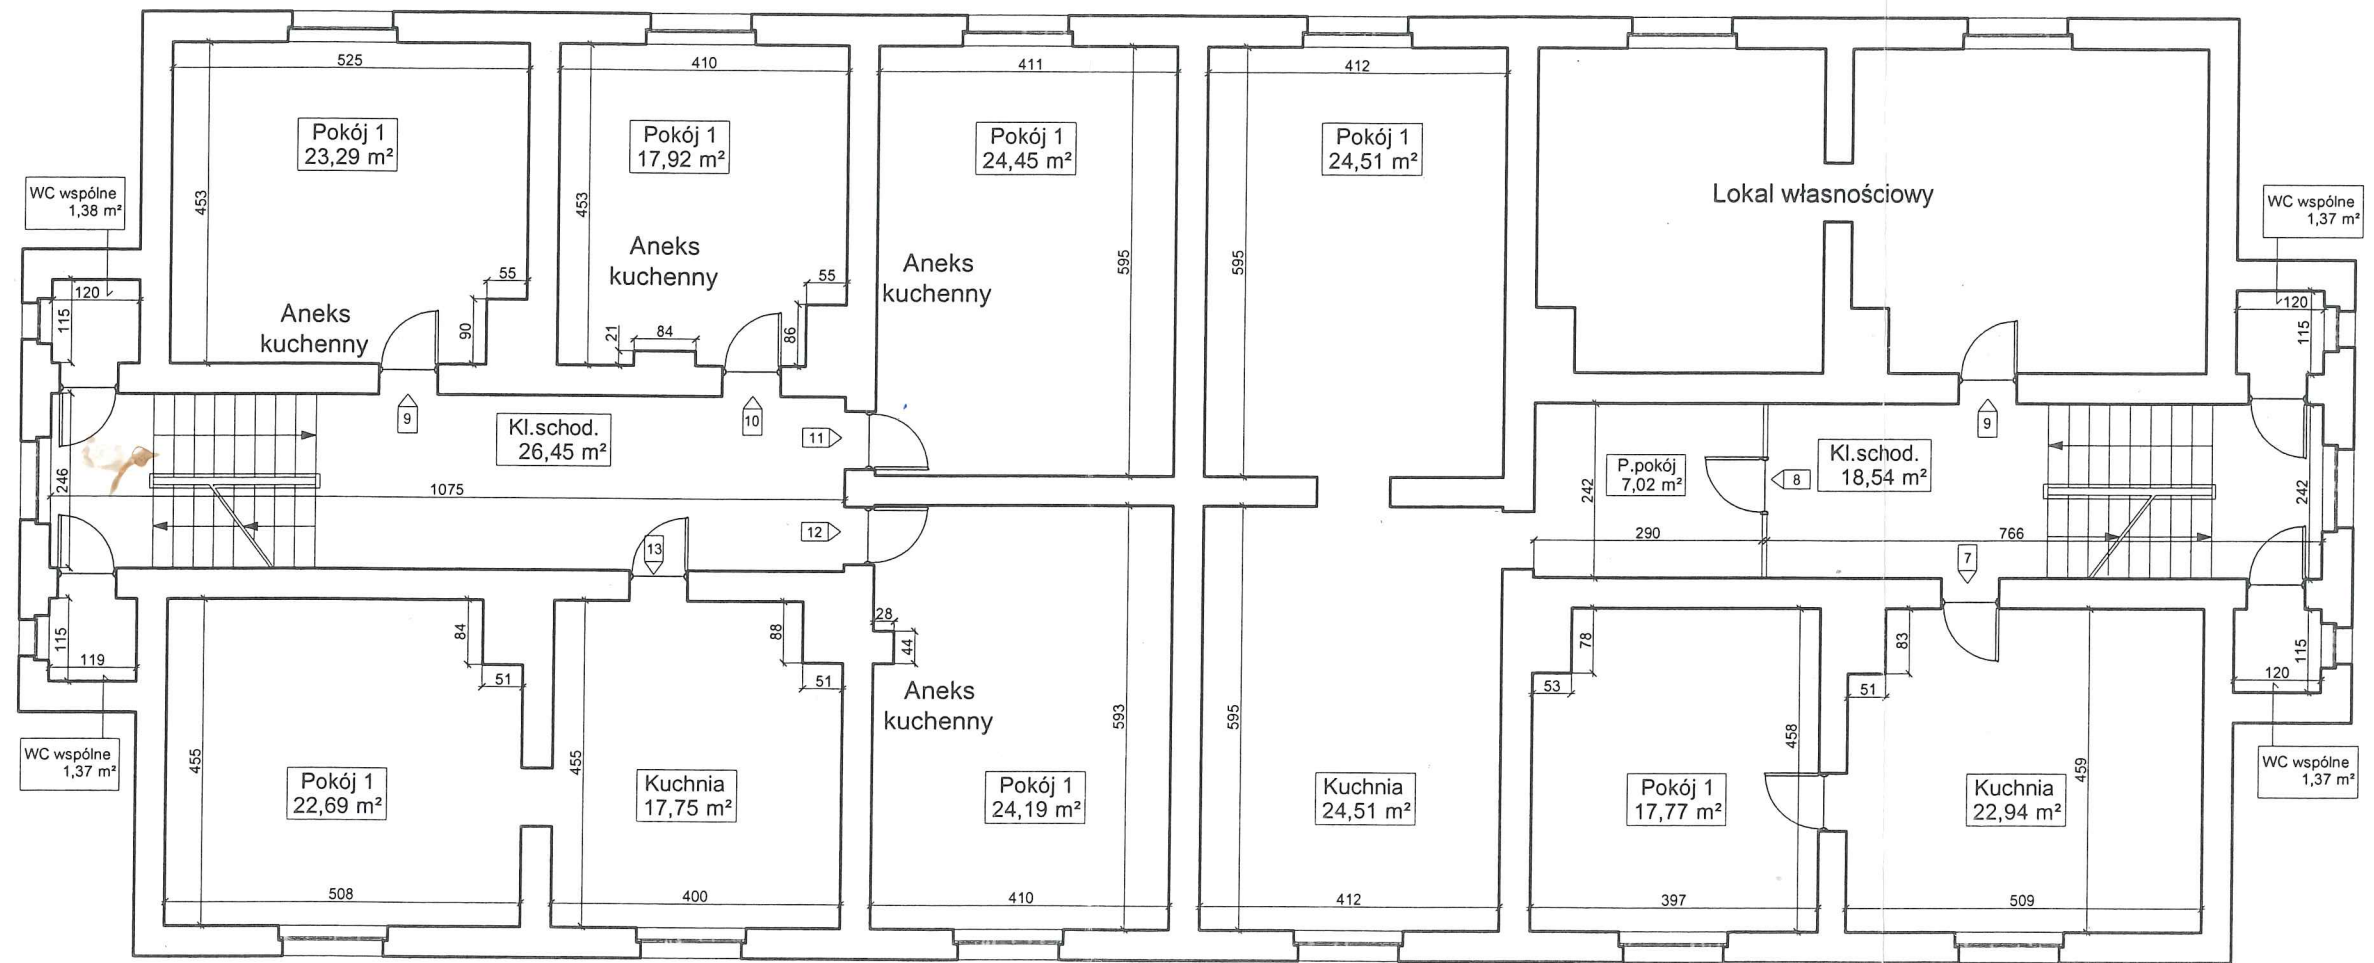 525
410
411
412
Pokój 1
23,29 m²
Pokój 1
17,92 m²
Pokój 1
24,45 m²
Pokój 1
24,51 m²
WC wspólne
1,38 m²
453
453
595
595
Lokal własnościowy
WC wspólne
1,37 m²
Aneks
kuchenny
Aneks
kuchenny
Aneks
kuchenny
120
115
55
90
21
84
55
86
120
115
9
10
11
Kl.schod.
26,45 m²
246
1075
12
13
P.pokój
7,02 m²
242
290
8
Kl.schod.
18,54 m²
9
766
7
242
115
119
WC wspólne
1,37 m²
84
51
88
51
28
44
Aneks
kuchenny
78
53
83
51
115
120
WC wspólne
1,37 m²
455
455
593
595
458
459
Pokój 1
22,69 m²
Kuchnia
17,75 m²
Pokój 1
24,19 m²
Kuchnia
24,51 m²
Pokój 1
17,77 m²
Kuchnia
22,94 m²
508
400
410
412
397
509